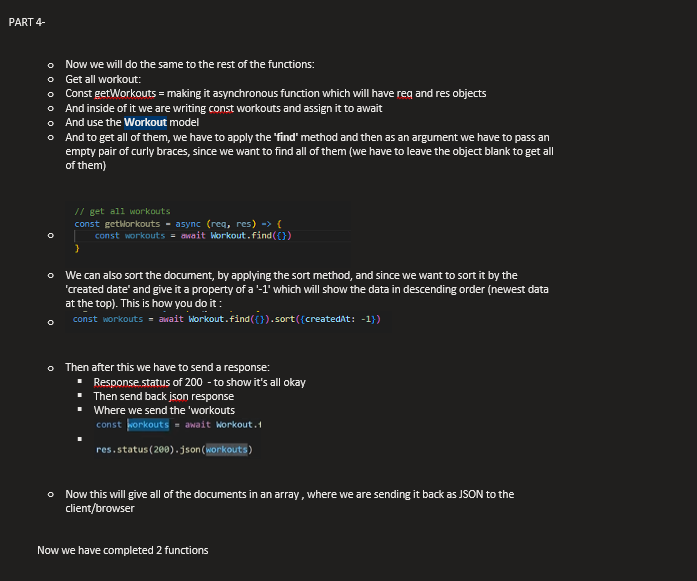 PART 4-
Now we will do the same to the rest of the functions:
Get all workout:
Const getWorkouts = making it asynchronous function which will have req and res objects
And inside of it we are writing const workouts and assign it to await
And use the Workout model
And to get all of them, we have to apply the 'find' method and then as an argument we have to pass an
empty pair of curly braces, since we want to find all of them (we have to leave the object blank to get all
of them)
// get all workouts
const getWorkouts = async (req, res) => {
const workouts = await Workout.find({})
}
We can also sort the document, by applying the sort method, and since we want to sort it by the
'created date' and give it a property of a '-1' which will show the data in descending order (newest data
at the top). This is how you do it :
const workouts = await Workout.find({}).sort({createdAt: -1})
Then after this we have to send a response:
Response.status of 200 - to show it's all okay
Then send back json response
Where we send the 'workouts
const workouts = await Workout.
res.status(200).json(workouts)
Now this will give all of the documents in an array , where we are sending it back as JSON to the
client/browser
Now we have completed 2 functions